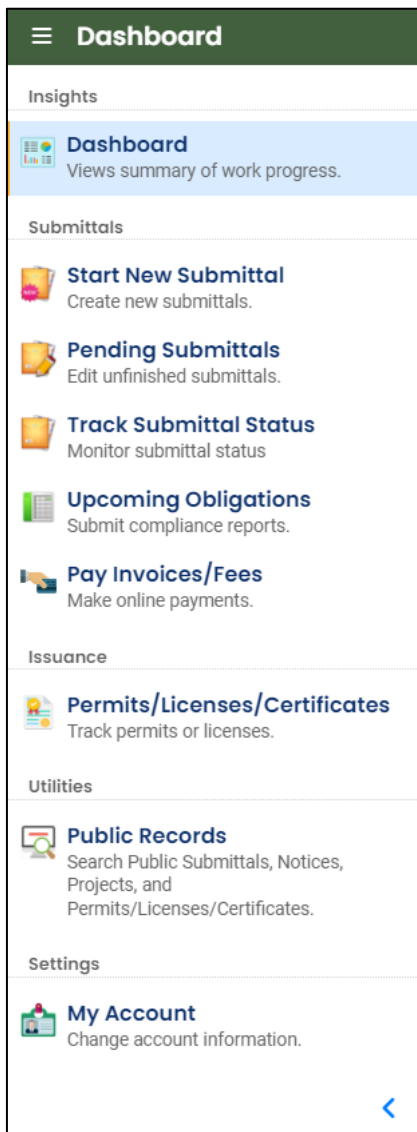 Dashboard
Insights
Dashboard
Views summary of work progress.
Submittals
Start New Submittal
Create new submittals.
Pending Submittals
Edit unfinished submittals.
Track Submittal Status
Monitor submittal status
Upcoming Obligations
Submit compliance reports.
Pay Invoices/Fees
Make online payments.
Issuance
Permits/Licenses/Certificates
Track permits or licenses.
Utilities
Public Records
Search Public Submittals, Notices,
Projects, and
Permits/Licenses/Certificates.
Settings
My Account
Change account information.